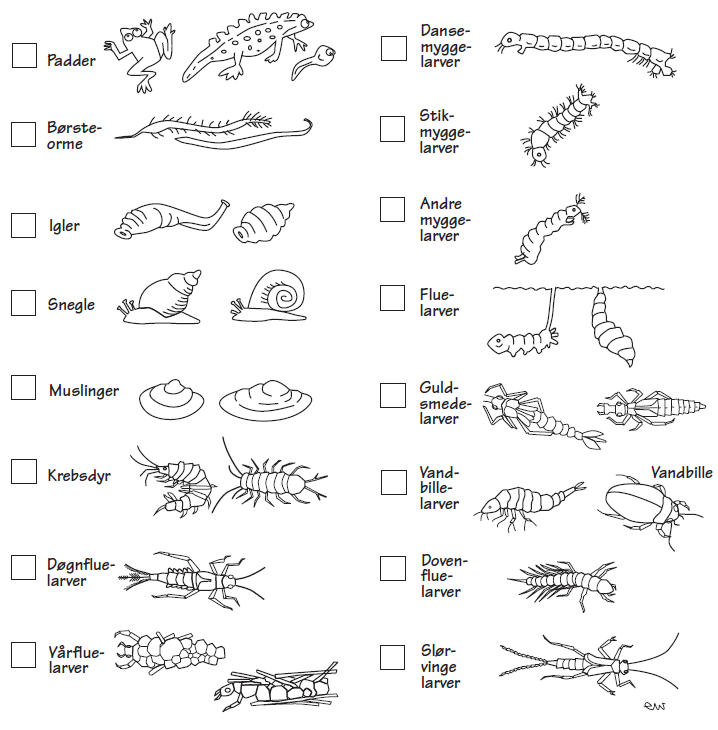 Padder
Børste-
orme
Igler
Snegle
Muslinger
Krebsdyr
Døgnflue-
larver
Vårflue-
larver
Danse-
mygge-
larver
Stik-
mygge-
larver
Andre
mygge-
larver
Flue-
larver
Guld-
smede-
larver
Vand-
bille-
larver
Vandbille
Doven-
flue-
larver
Slør-
vinge
larver